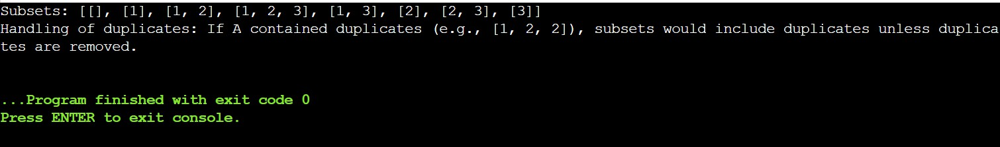 Subsets: [[], [1], [1, 2], [1, 2, 3], [1, 3], [2], [2, 3], [3]]
Handling of duplicates: If A contained duplicates (e.g., [1, 2, 2]), subsets would include duplicates unless duplica
tes are removed.
...Program finished with exit code 0
Press ENTER to exit console.